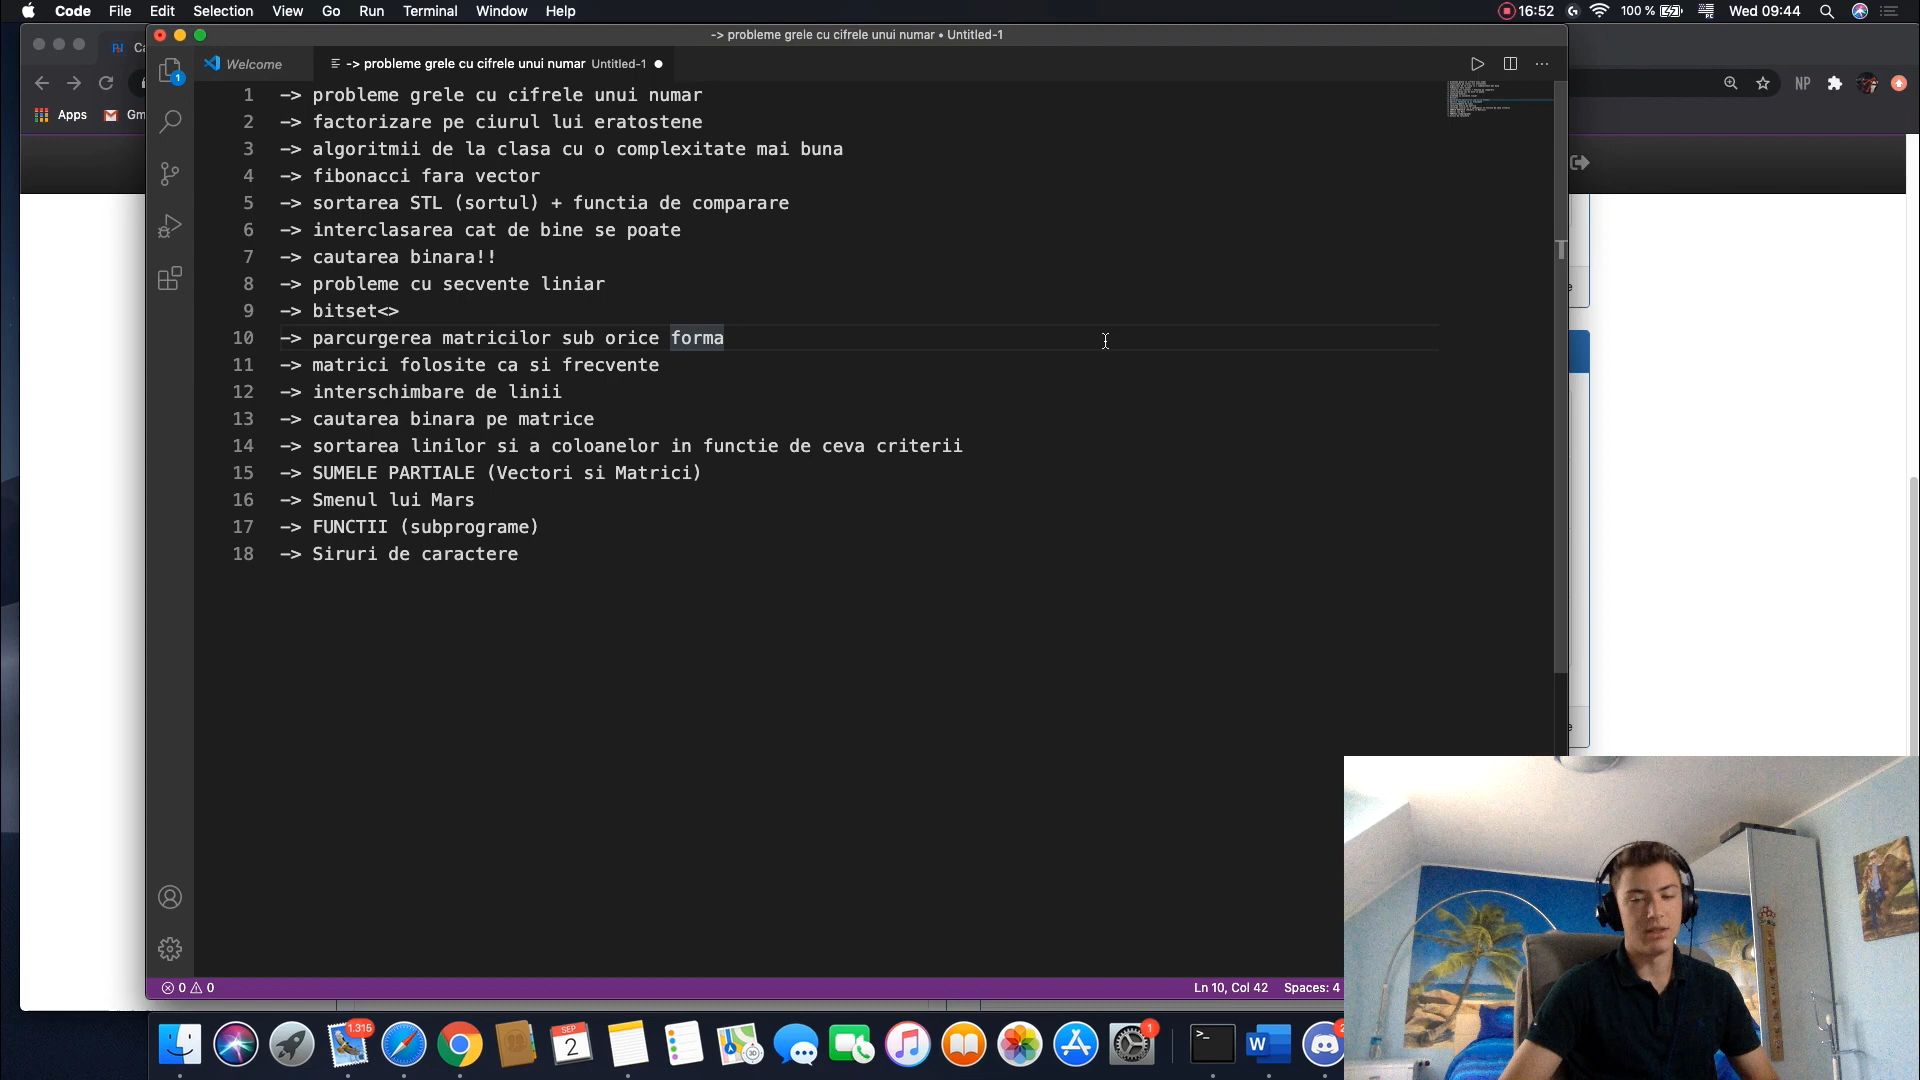 Code File Edit Selection View Go Run Terminal Window Help 16:52 100 % Wed 09:44
-> probleme grele cu cifrele unui numar • Untitled-1
Ca
Welcome -> probleme grele cu cifrele unui numar Untitled-1
NP
Apps
1 -> probleme grele cu cifrele unui numar
2 -> factorizare pe ciurul lui eratostene
3 -> algoritmii de la clasa cu o complexitate mai buna
4 -> fibonacci fara vector
5 -> sortarea STL (sortul) + functia de comparare
6 -> interclasarea cat de bine se poate
7 -> cautarea binara!!
8 -> probleme cu secvente liniar
9 -> bitset<>
10 -> parcurgerea matricilor sub orice forma
11 -> matrici folosite ca si frecvente
12 -> interschimbare de linii
13 -> cautarea binara pe matrice
14 -> sortarea linilor si a coloanelor in functie de ceva criterii
15 -> SUMELE PARTIALE (Vectori si Matrici)
16 -> Smenul lui Mars
17 -> FUNCTII (subprograme)
18 -> Siruri de caractere
0 0 Ln 10, Col 42 Spaces: 4
1.315 SEP 2 1